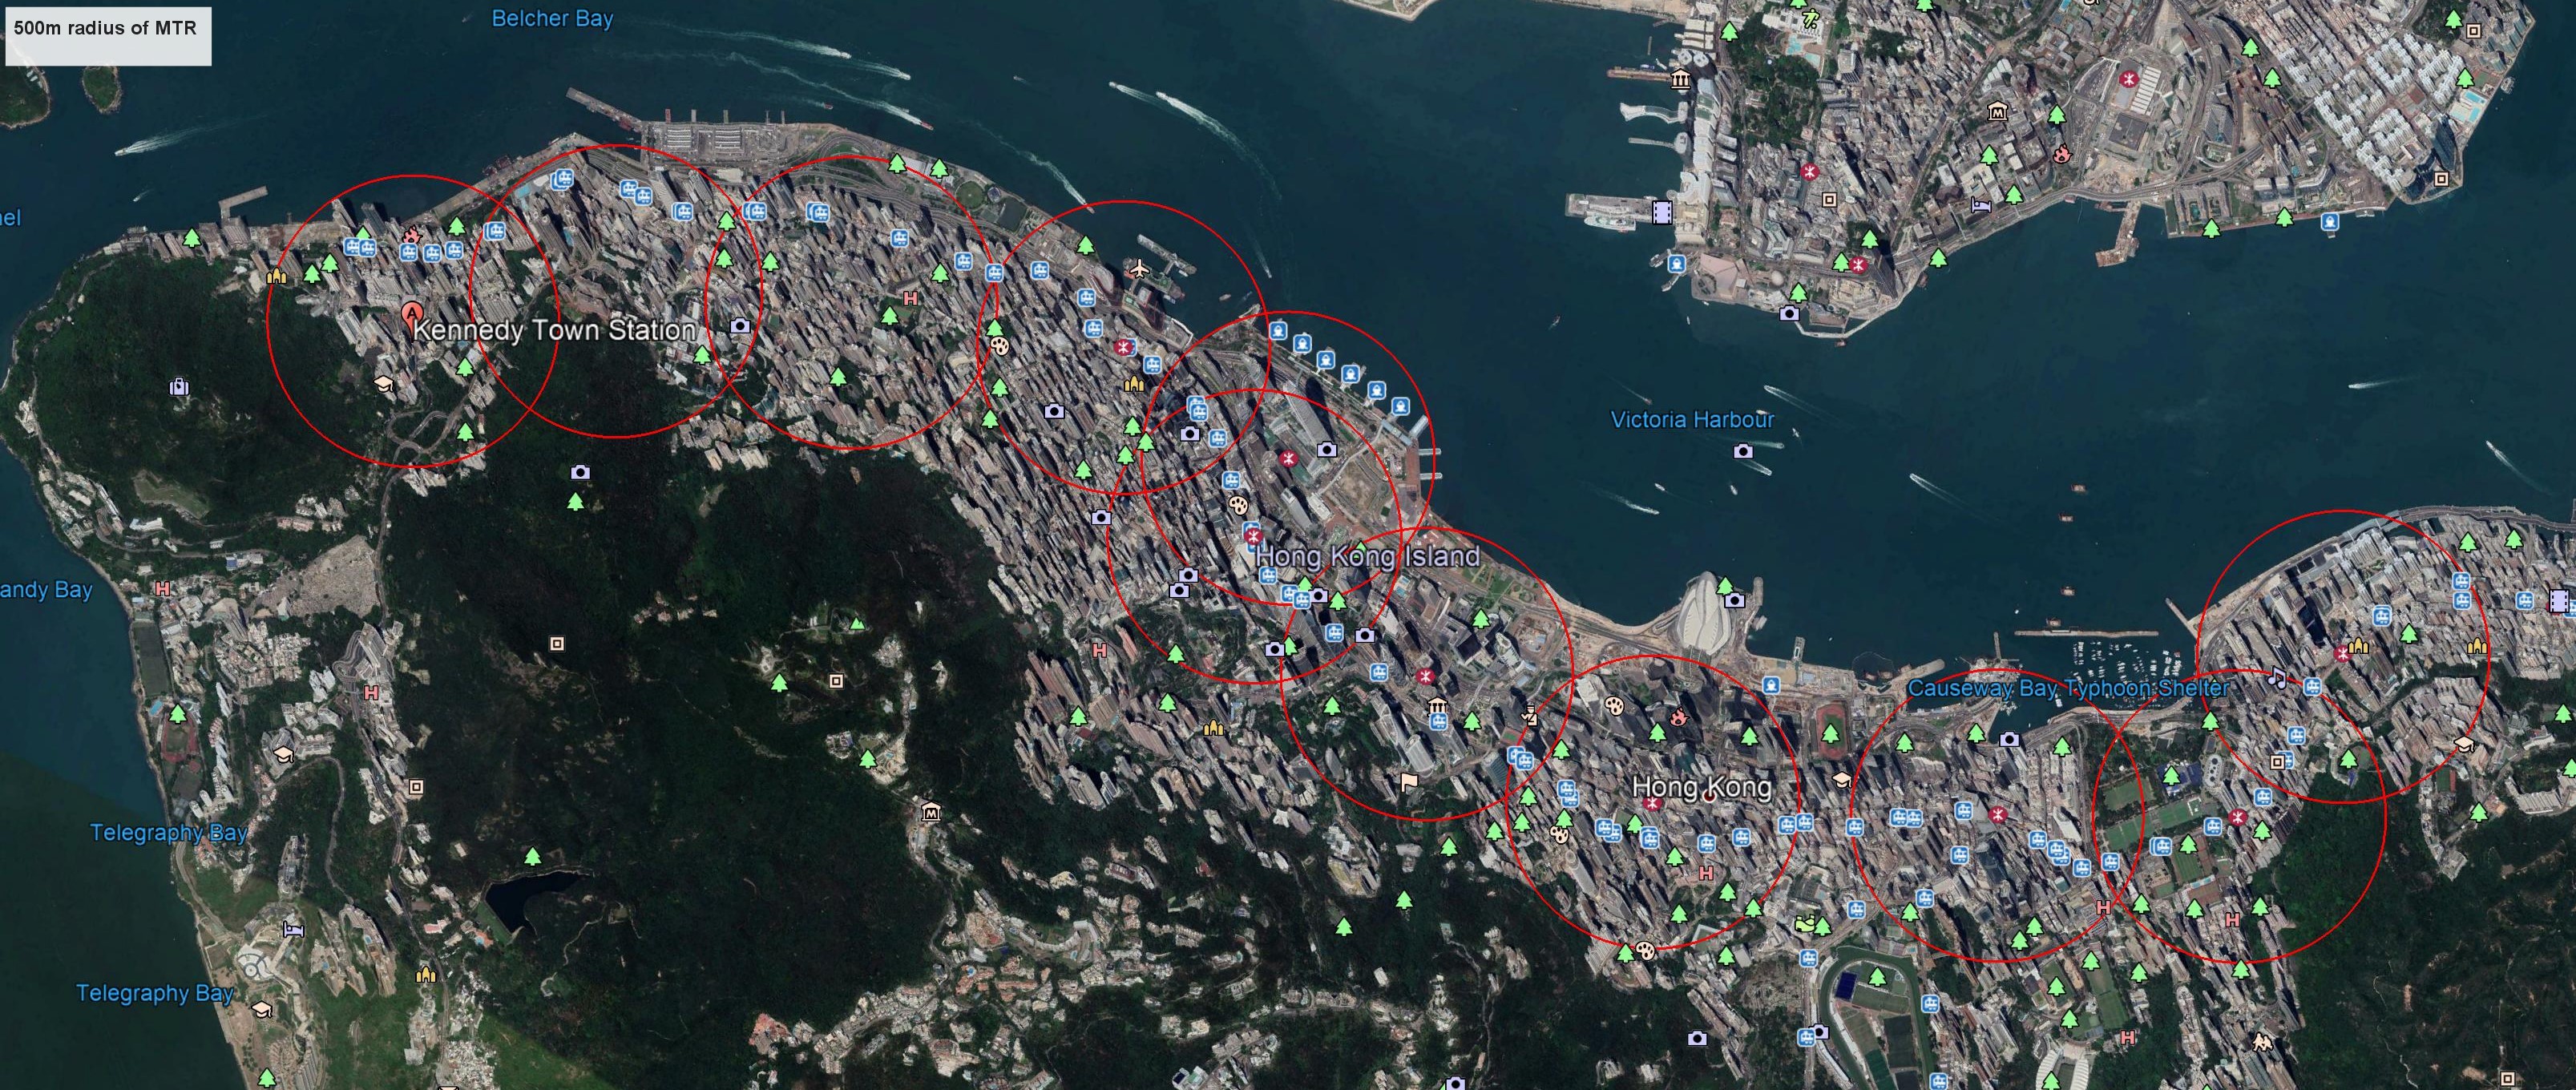 500m radius of MTR
Belcher Bay
nel
Kennedy Town Station
Victoria Harbour
Hong Kong Island
andy Bay
Causeway Bay Typhoon Shelter
Hong Kong
Telegraphy Bay
Telegraphy Bay